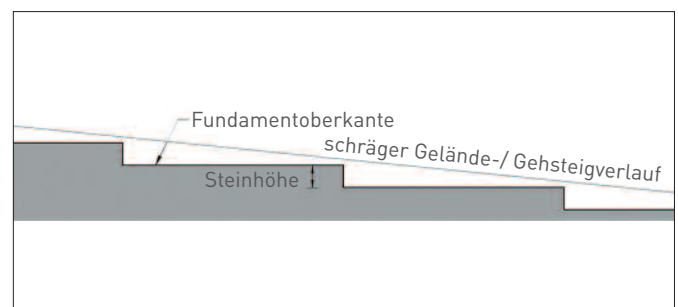 Fundamentoberkante
schräger Gelände-/ Gehsteigverlauf
Steinhöhe